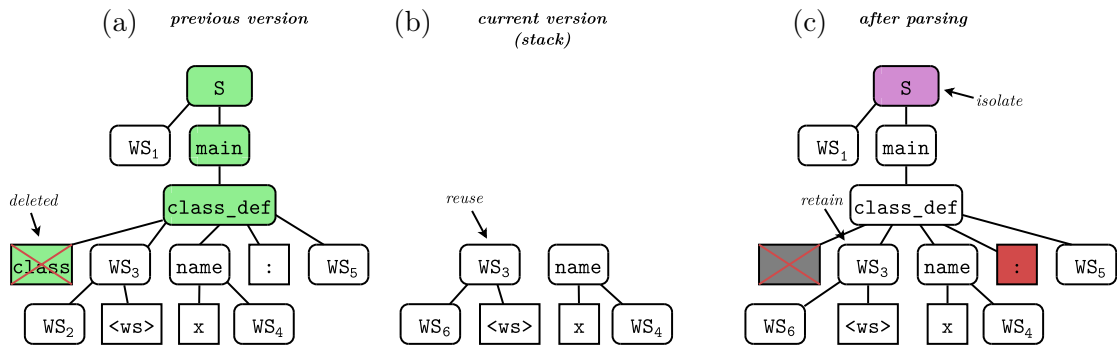 (a) previous version
(b) current version
(stack)
(c) after parsing
S
S
isolate
WS1
main
WS1
main
deleted
class_def
reuse
retain
class_def
class
WS3
name
:
WS5
WS3
name
WS3
name
:
WS5
WS2
<ws>
x
WS4
WS6
<ws>
x
WS4
WS6
<ws>
x
WS4